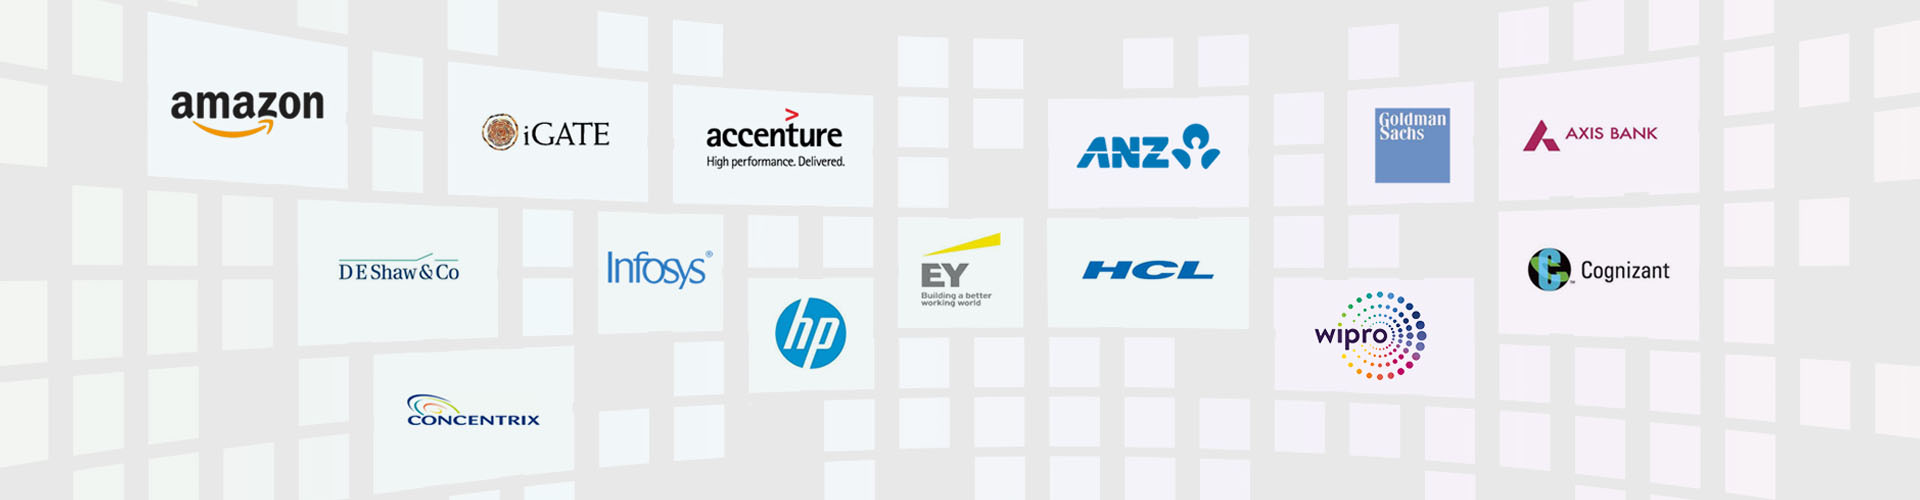 amazon
iGATE
accenture
High performance. Delivered.
ANZ
Goldman
Sachs
AXIS BANK
D E Shaw & Co
Infosys®
EY
Building a better
working world
HCL
Cognizant
hp
wipro
CONCENTRIX